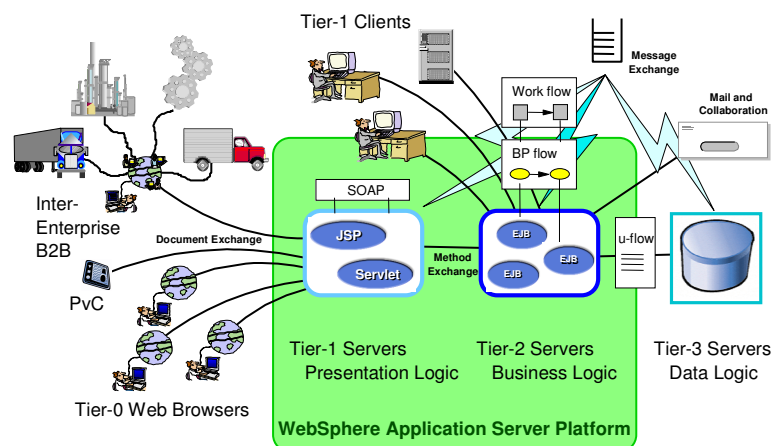 Tier-1 Clients
Message
Exchange
Work flow
Mail and
Collaboration
BP flow
SOAP
Inter-
Enterprise
B2B
JSP
EJB
u-flow
Document Exchange
Method
Exchange
EJB
Servlet
EJB
PvC
Tier-1 Servers
Presentation Logic
Tier-2 Servers
Business Logic
Tier-3 Servers
Data Logic
Tier-0 Web Browsers
WebSphere Application Server Platform